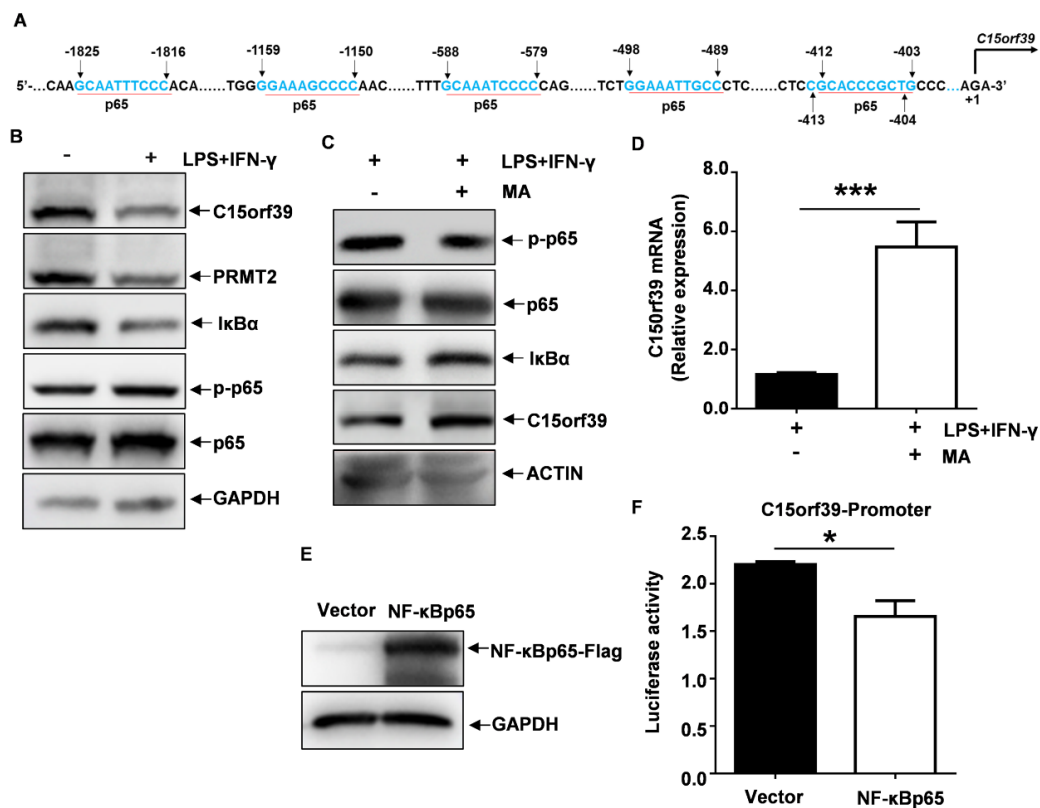 A
-1825 -1816 -1159 -1150 -588 -579 -498 -489 -412 -403 C15orf39
5'-...CAAGCAATTTCCCACA......TGGGGGAAAGCCCCAAC......TTTGCAAATCCCCCAG......TCTGGAAATTGCCCTC......CTCCGCACCCGCTGCCC ...AGA-3'
p65 p65 p65 p65 p65 +1
-413 -404
B
- + LPS+IFN-γ
C15orf39
PRMT2
IκBα
p-p65
p65
GAPDH
C
+ + LPS+IFN-γ
- + MA
p-p65
p65
IκBα
C15orf39
ACTIN
D
C150rf39 mRNA
(Relative expression)
8.0
6.0
4.0
2.0
0.0
***
+ + LPS+IFN-γ
- + MA
E
Vector NF-κBp65
NF-κBp65-Flag
GAPDH
F
C15orf39-Promoter
Luciferase activity
2.5
2.0
1.5
1.0
0.5
0.0
*
Vector NF-κBp65